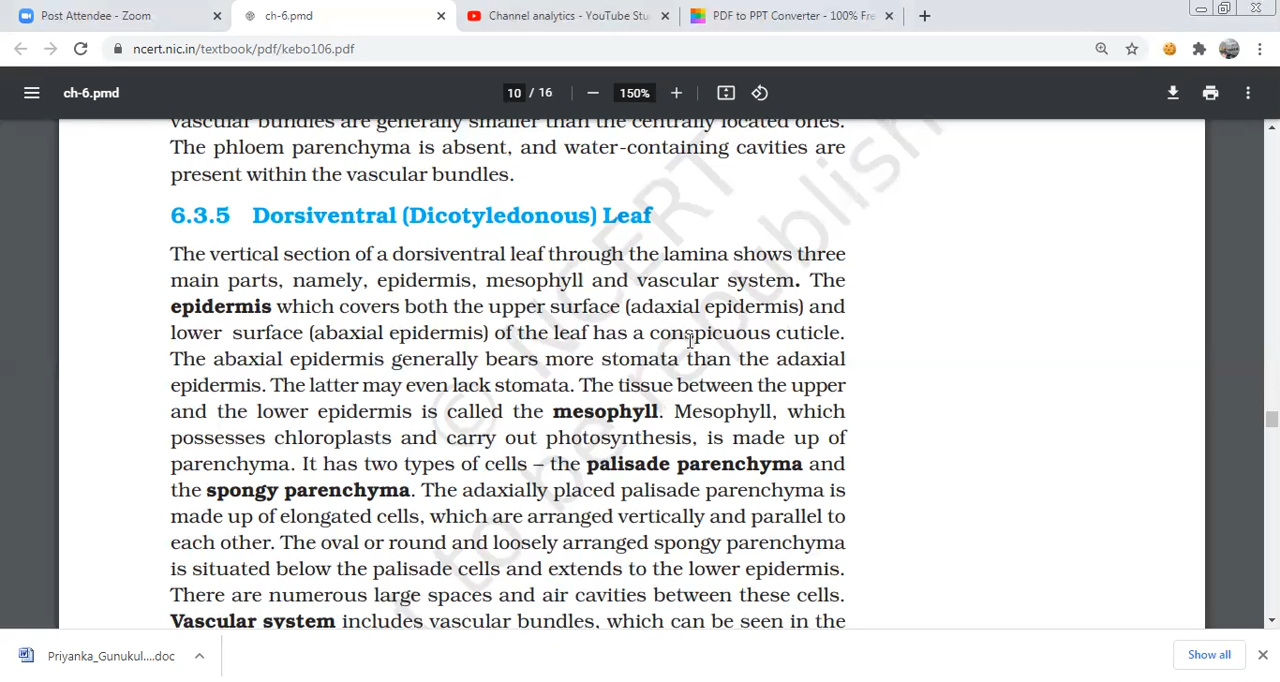 Post Attendee - Zoom
ch-6.pmd
Channel analytics - YouTube Stu
PDF to PPT Converter - 100% Fre
ncert.nic.in/textbook/pdf/kebo106.pdf
ch-6.pmd
10 / 16
150%
vascular bundles are generally smaller than the centrally located ones.
The phloem parenchyma is absent, and water-containing cavities are
present within the vascular bundles.
6.3.5 Dorsiventral (Dicotyledonous) Leaf
The vertical section of a dorsiventral leaf through the lamina shows three
main parts, namely, epidermis, mesophyll and vascular system. The
epidermis which covers both the upper surface (adaxial epidermis) and
lower surface (abaxial epidermis) of the leaf has a conspicuous cuticle.
The abaxial epidermis generally bears more stomata than the adaxial
epidermis. The latter may even lack stomata. The tissue between the upper
and the lower epidermis is called the mesophyll. Mesophyll, which
possesses chloroplasts and carry out photosynthesis, is made up of
parenchyma. It has two types of cells – the palisade parenchyma and
the spongy parenchyma. The adaxially placed palisade parenchyma is
made up of elongated cells, which are arranged vertically and parallel to
each other. The oval or round and loosely arranged spongy parenchyma
is situated below the palisade cells and extends to the lower epidermis.
There are numerous large spaces and air cavities between these cells.
Vascular system includes vascular bundles, which can be seen in the
© NCERT
to be republish
Priyanka_Gunukul....doc
Show all